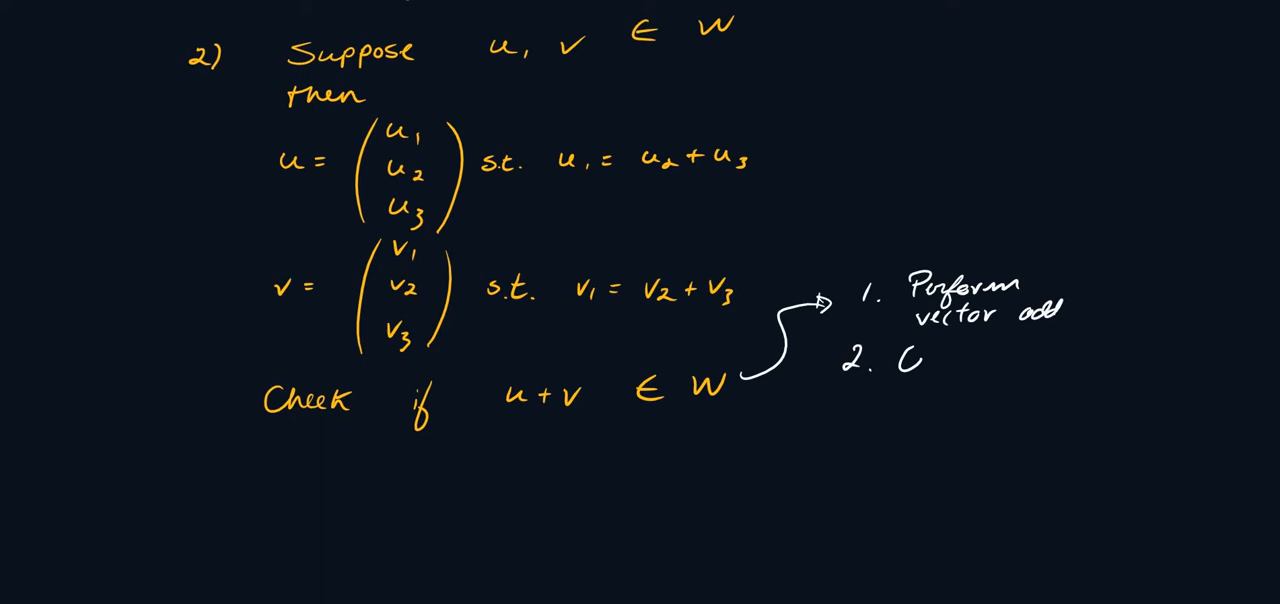 2) Suppose u, v ∈ W
then
u = (u₁ u₂ u₃) s.t. u₁ = u₂ + u₃
v = (v₁ v₂ v₃) s.t. v₁ = v₂ + v₃
Check if u + v ∈ W
1. Perform
vector add
2. C